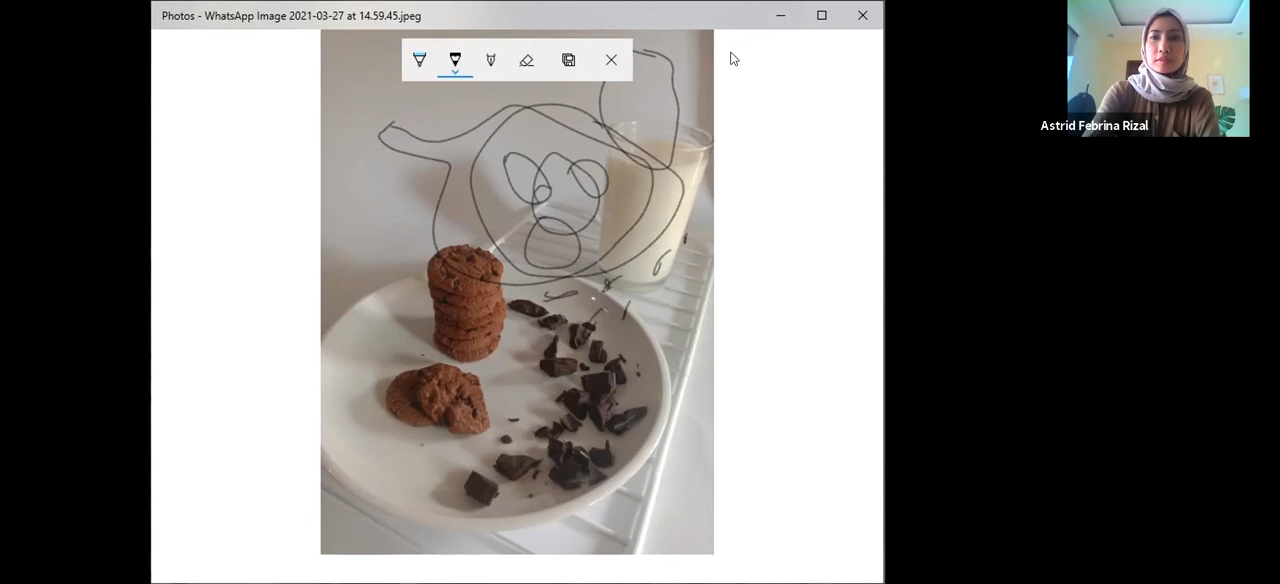 Photos - WhatsApp Image 2021-03-27 at 14.59.45.jpeg
Astrid Febrina Rizal